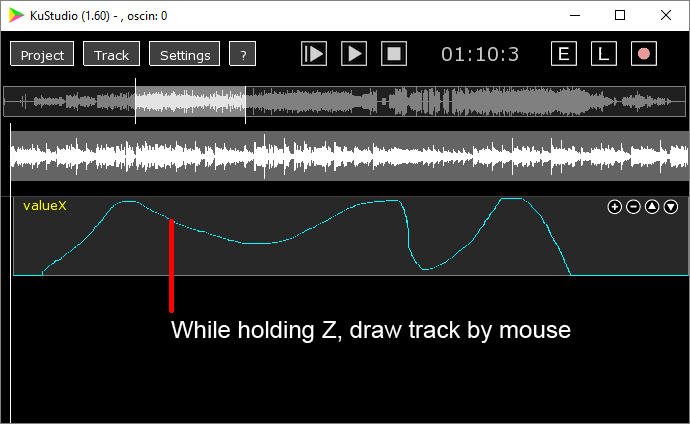 KuStudio (1.60) - , oscin: 0
Project Track Settings ? 01:10:3 E L
valueX
While holding Z, draw track by mouse